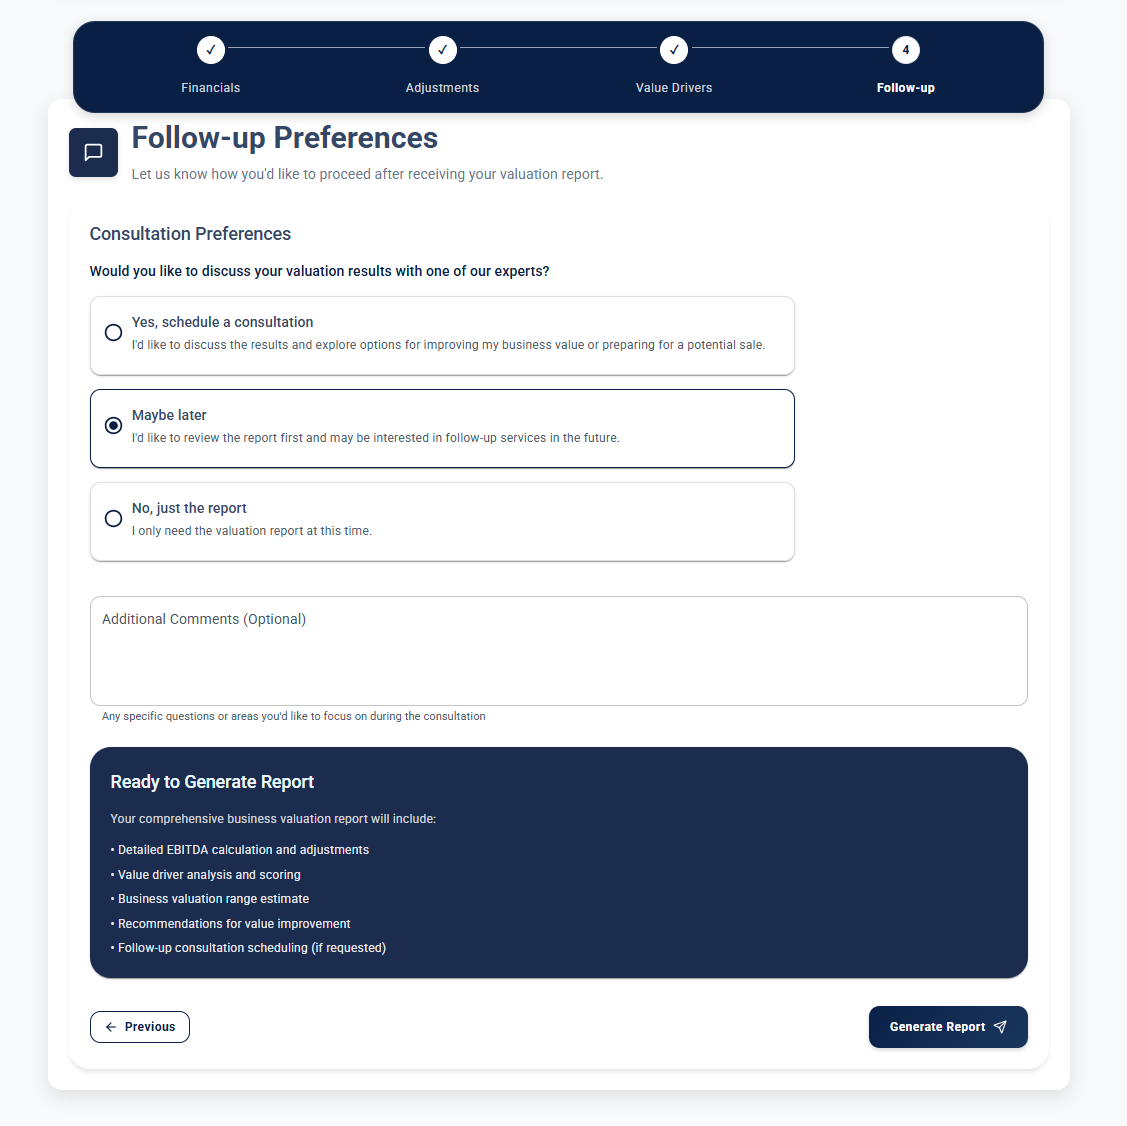 ✓ ✓ ✓ 4
Financials Adjustments Value Drivers Follow-up
Follow-up Preferences
Let us know how you'd like to proceed after receiving your valuation report.
Consultation Preferences
Would you like to discuss your valuation results with one of our experts?
Yes, schedule a consultation
I'd like to discuss the results and explore options for improving my business value or preparing for a potential sale.
Maybe later
I'd like to review the report first and may be interested in follow-up services in the future.
No, just the report
I only need the valuation report at this time.
Additional Comments (Optional)
Any specific questions or areas you'd like to focus on during the consultation
Ready to Generate Report
Your comprehensive business valuation report will include:
• Detailed EBITDA calculation and adjustments
• Value driver analysis and scoring
• Business valuation range estimate
• Recommendations for value improvement
• Follow-up consultation scheduling (if requested)
← Previous
Generate Report